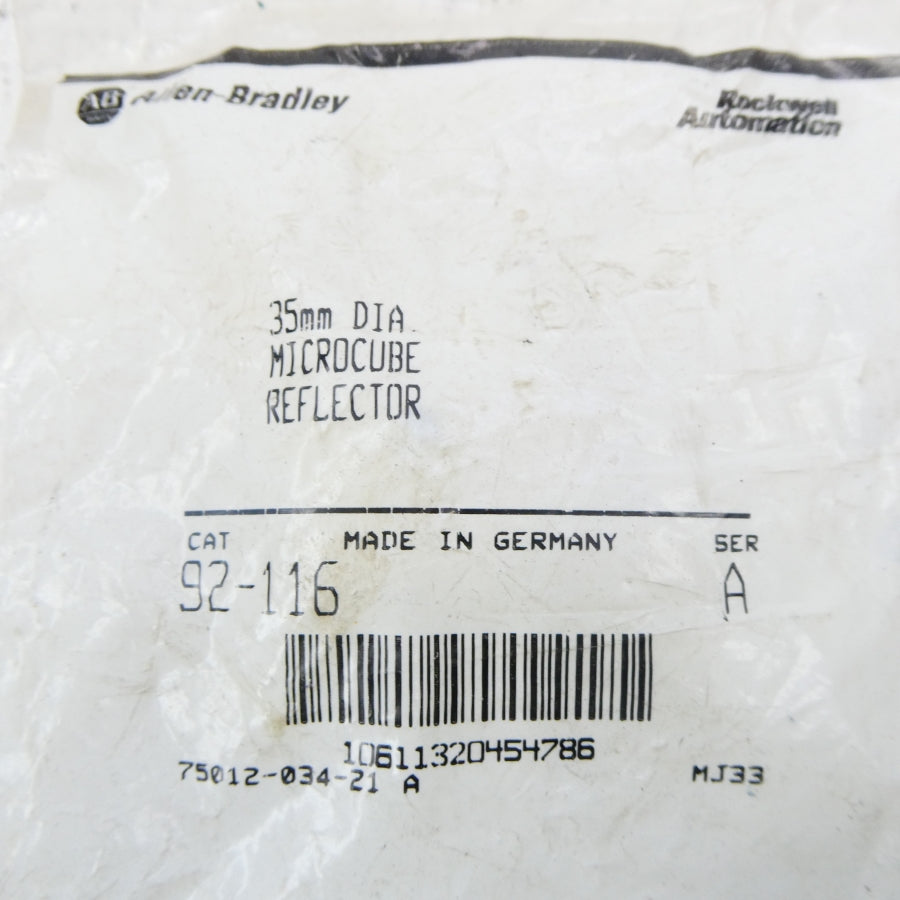 AB Allen-Bradley
Rockwell
Automation
35mm DIA.
MICROCUBE
REFLECTOR
CAT MADE IN GERMANY SER
92-116 A
10611320454786
75012-034-21 A MJ33